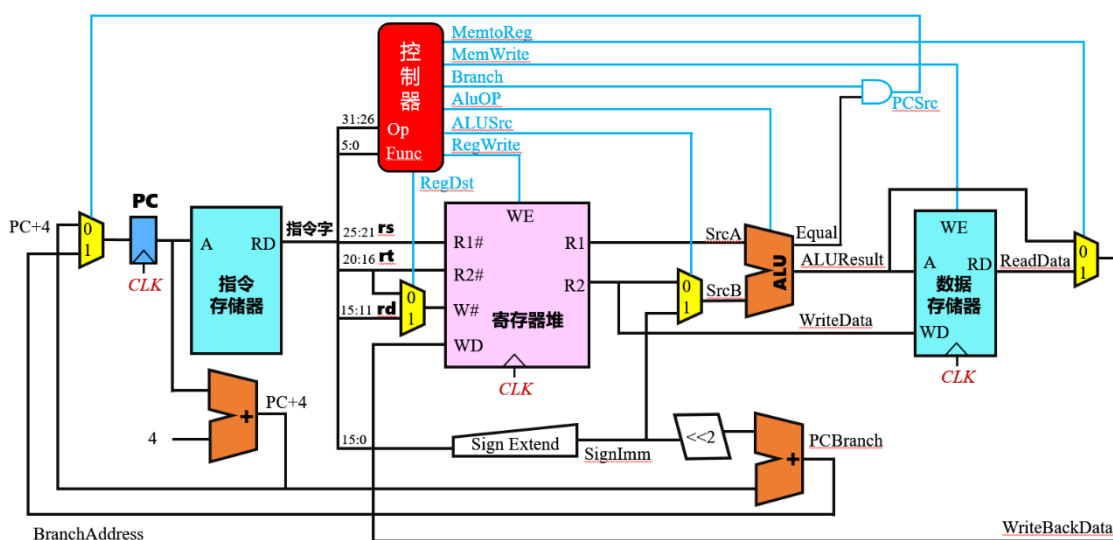 MemtoReg
控制器
MemWrite
Branch
PCSrc
AluOP
31:26
Op
ALUSrc
5:0
Func
RegWrite
RegDst
PC
PC+4
0
1
CLK
A
RD
指令
存储器
指令字
25:21 rs
20:16 rt
15:11 rd
0
1
WE
R1#
R1
R2#
R2
W#
寄存器堆
WD
CLK
SrcA
0
1
SrcB
ALU
Equal
ALUResult
WriteData
WE
A
RD
数据
存储器
WD
CLK
ReadData
0
1
4
+
PC+4
15:0
Sign Extend
SignImm
<<2
+
PCBranch
BranchAddress
WriteBackData